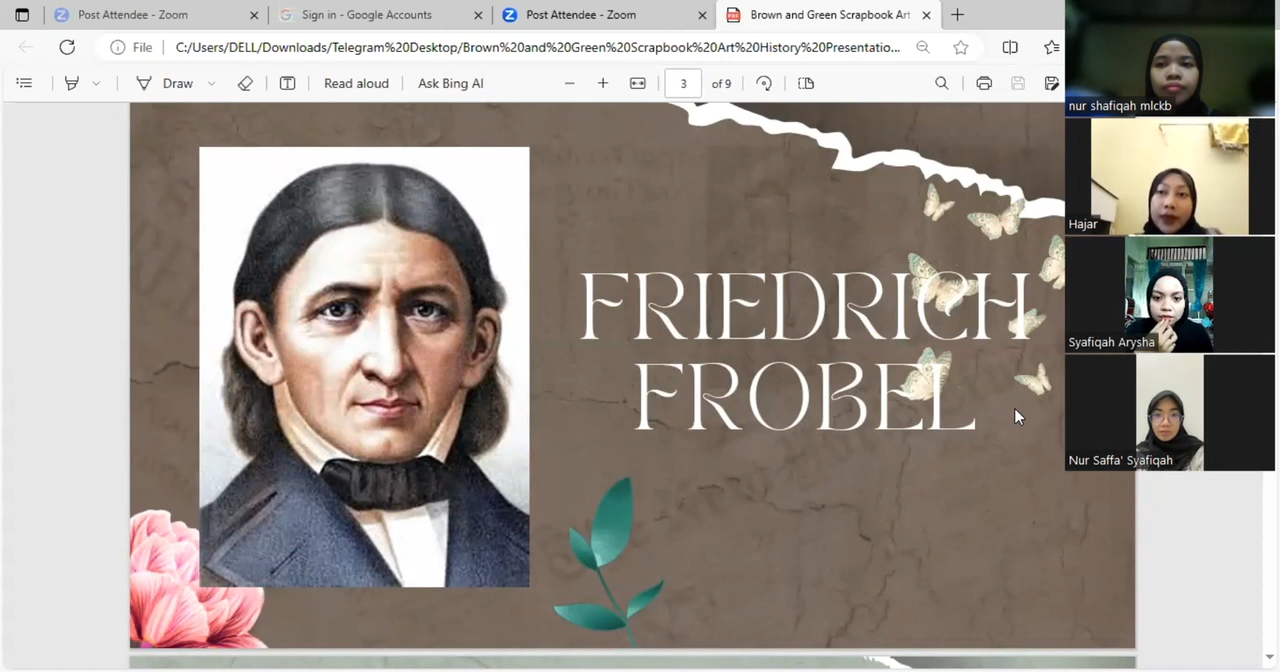 Post Attendee - Zoom
Sign in - Google Accounts
Post Attendee - Zoom
Brown and Green Scrapbook Art
File
C:/Users/DELL/Downloads/Telegram%20Desktop/Brown%20and%20Green%20Scrapbook%20Art%20History%20Presentatio...
Draw
Read aloud
Ask Bing AI
3 of 9
FRIEDRICH
FROBEL
nur shafiqah mlckb
Hajar
Syafiqah Arysha
Nur Saffa' Syafiqah